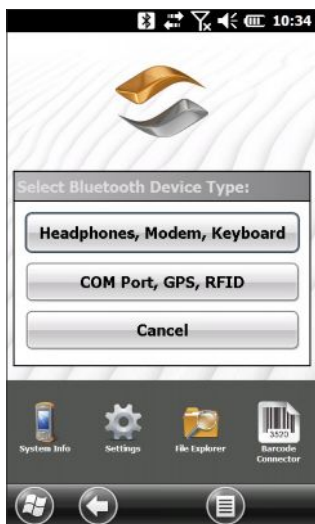 10:34
Select Bluetooth Device Type:
Headphones, Modem, Keyboard
COM Port, GPS, RFID
Cancel
3520
System Info Settings File Explorer Barcode Connector